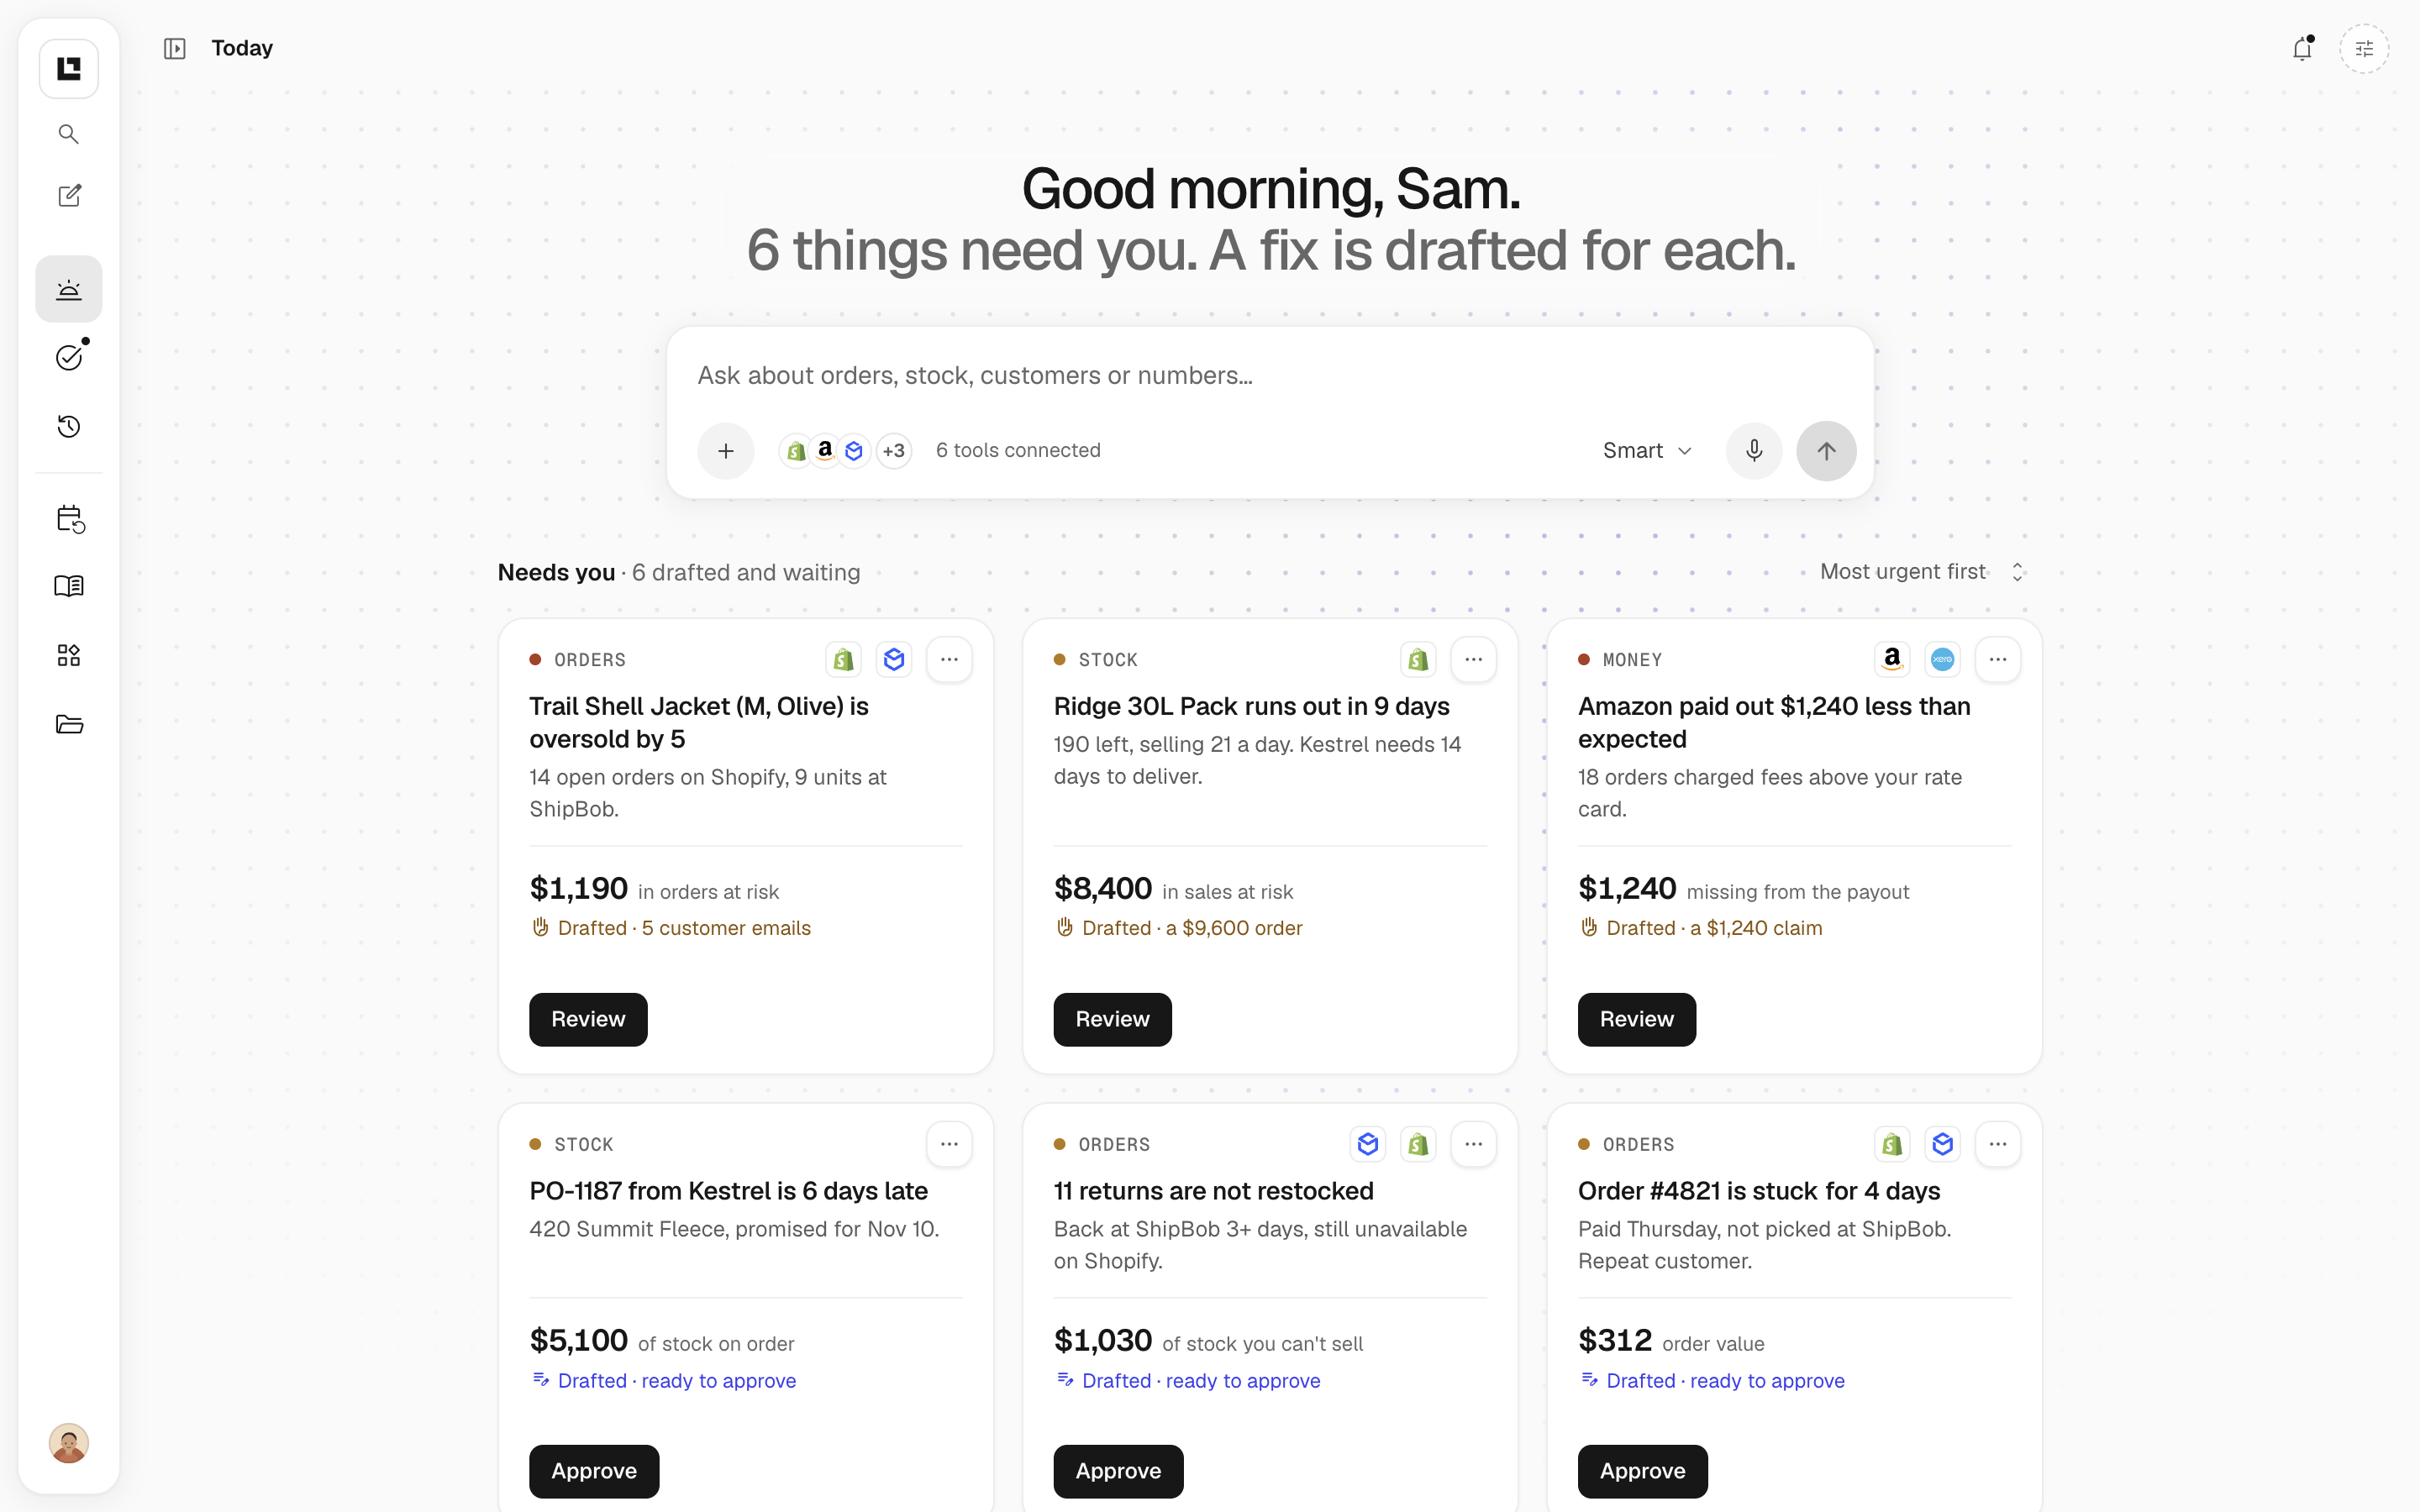 Today
Good morning, Sam.
6 things need you. A fix is drafted for each.
Ask about orders, stock, customers or numbers...
+3
6 tools connected
Smart
Needs you · 6 drafted and waiting
Most urgent first
ORDERS
Trail Shell Jacket (M, Olive) is
oversold by 5
14 open orders on Shopify, 9 units at
ShipBob.
$1,190 in orders at risk
Drafted · 5 customer emails
Review
STOCK
Ridge 30L Pack runs out in 9 days
190 left, selling 21 a day. Kestrel needs 14
days to deliver.
$8,400 in sales at risk
Drafted · a $9,600 order
Review
MONEY
xero
Amazon paid out $1,240 less than
expected
18 orders charged fees above your rate
card.
$1,240 missing from the payout
Drafted · a $1,240 claim
Review
STOCK
PO-1187 from Kestrel is 6 days late
420 Summit Fleece, promised for Nov 10.
$5,100 of stock on order
Drafted · ready to approve
Approve
ORDERS
11 returns are not restocked
Back at ShipBob 3+ days, still unavailable
on Shopify.
$1,030 of stock you can't sell
Drafted · ready to approve
Approve
ORDERS
Order #4821 is stuck for 4 days
Paid Thursday, not picked at ShipBob.
Repeat customer.
$312 order value
Drafted · ready to approve
Approve